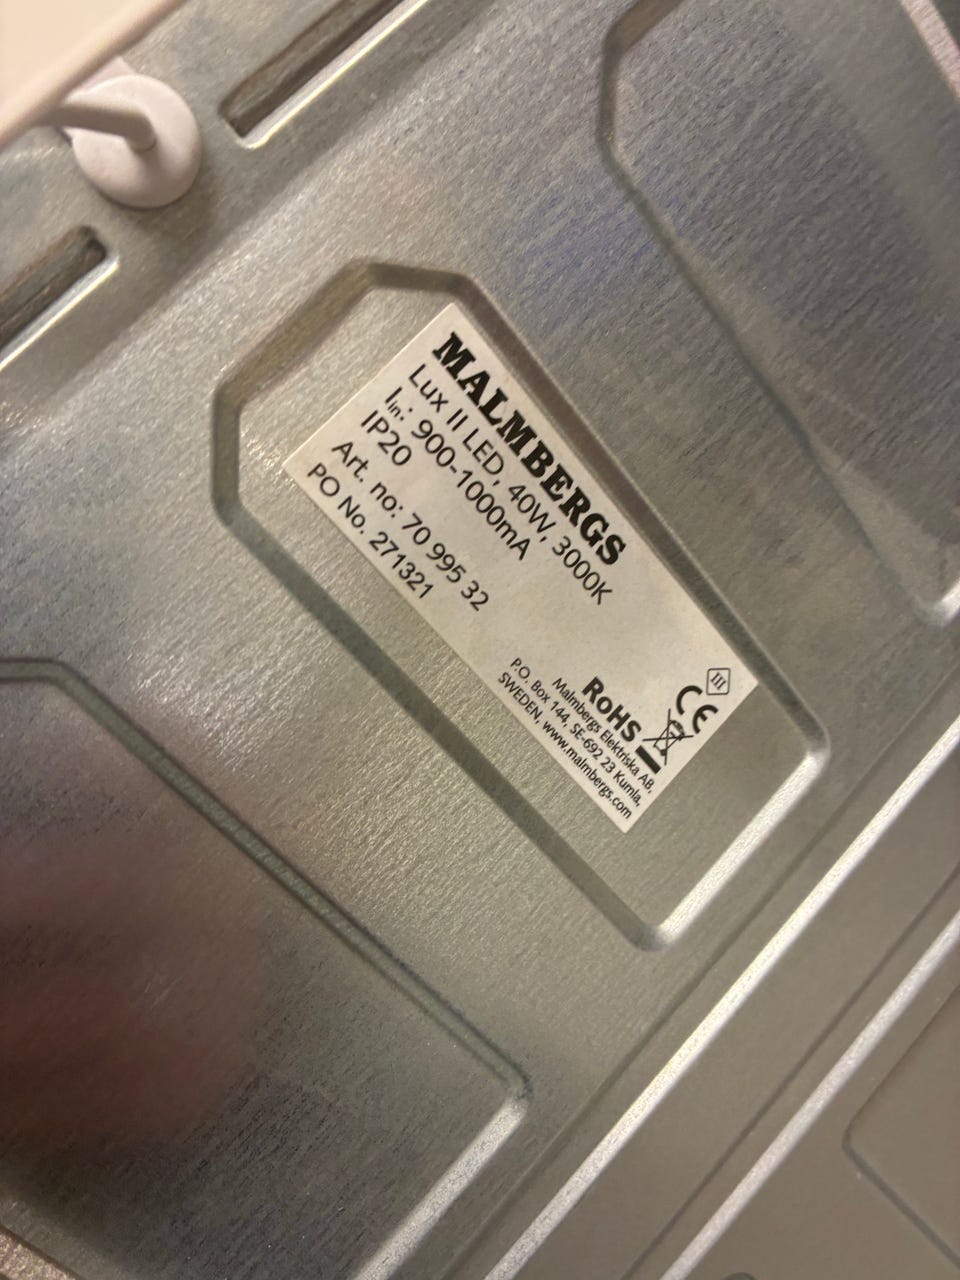 MALMBERGS
Lux II LED, 40W, 3000K
Iin: 900-1000mA
IP20
Art. no: 70 995 32
PO No. 271321
III
CE
RoHS
Malmbergs Elektriska AB,
P.O. Box 144, SE-692 23 Kumla,
SWEDEN, www.malmbergs.com